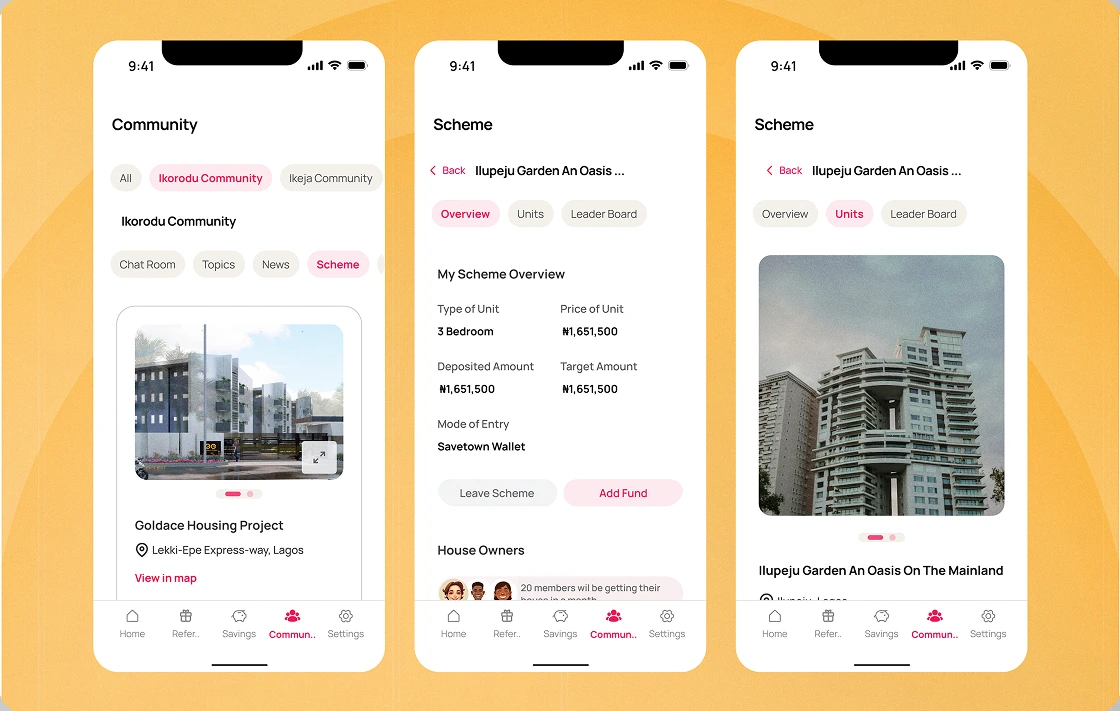 9:41
Community
All
Ikorodu Community
Ikeja Community
Ikorodu Community
Chat Room
Topics
News
Scheme
Goldace Housing Project
Lekki-Epe Express-way, Lagos
View in map
Home
Refer..
Savings
Commun..
Settings
9:41
Scheme
Back
Ilupeju Garden An Oasis ...
Overview
Units
Leader Board
My Scheme Overview
Type of Unit
Price of Unit
3 Bedroom
₦1,651,500
Deposited Amount
Target Amount
₦1,651,500
₦1,651,500
Mode of Entry
Savetown Wallet
Leave Scheme
Add Fund
House Owners
20 members wil be getting their
house in a month
Home
Refer..
Savings
Commun..
Settings
9:41
Scheme
Back
Ilupeju Garden An Oasis ...
Overview
Units
Leader Board
Ilupeju Garden An Oasis On The Mainland
Ilupeju, Lagos
Home
Refer..
Savings
Commun..
Settings